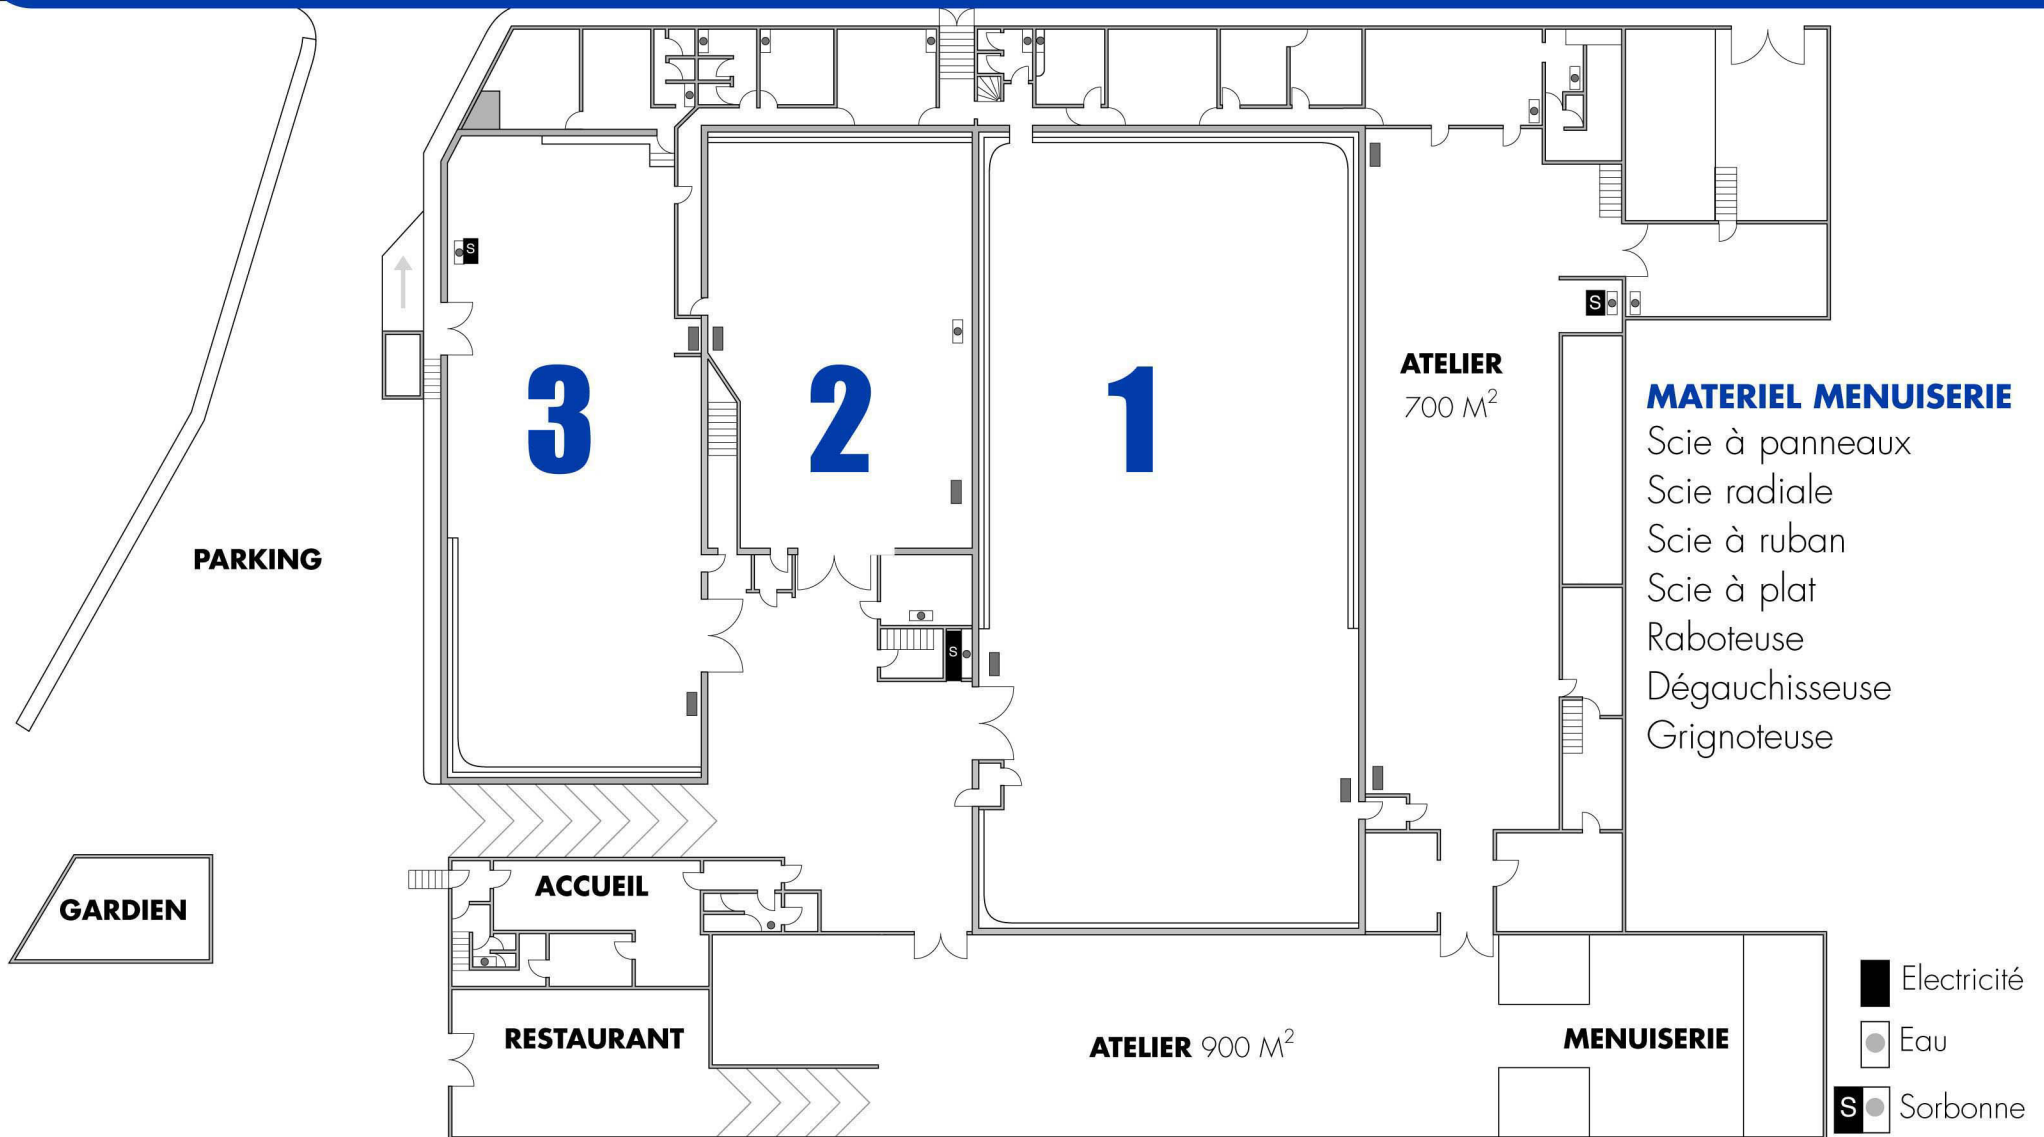 S
3
2
1
ATELIER
700 M²
S
MATERIEL MENUISERIE
Scie à panneaux
Scie radiale
Scie à ruban
Scie à plat
Raboteuse
Dégauchisseuse
Grignoteuse
PARKING
S
ACCUEIL
GARDIEN
RESTAURANT
ATELIER 900 M²
MENUISERIE
Electricité
Eau
S Sorbonne